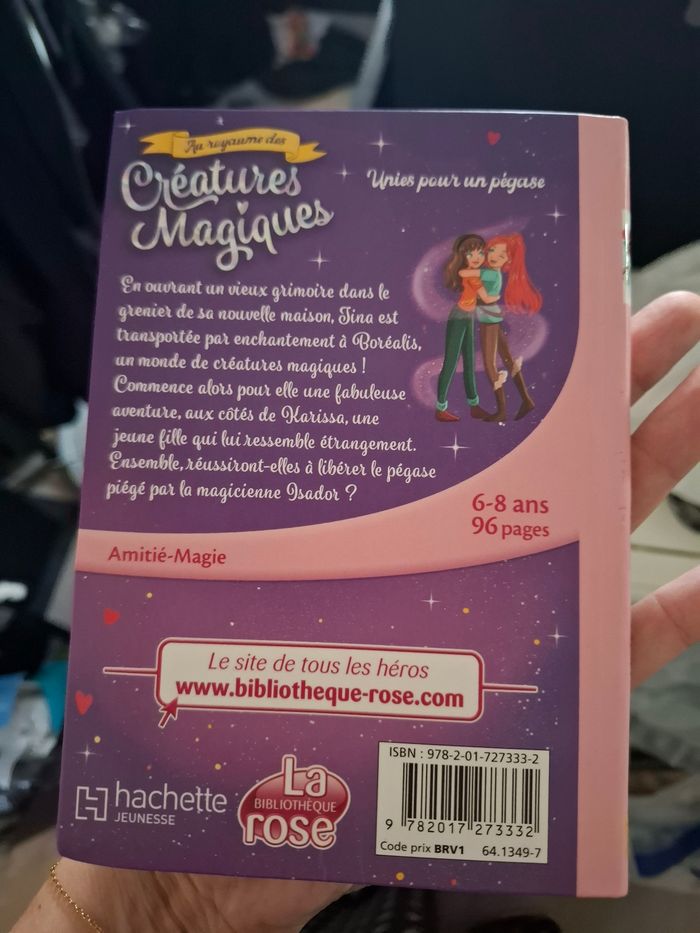 Au royaume des
Créatures
Magiques
Unies pour un pégase
En ouvrant un vieux grimoire dans le
grenier de sa nouvelle maison, Tina est
transportée par enchantement à Boréalis,
un monde de créatures magiques !
Commence alors pour elle une fabuleuse
aventure, aux côtés de Karissa, une
jeune fille qui lui ressemble étrangement.
Ensemble, réussiront-elles à libérer le pégase
piégé par la magicienne Isador ?
6-8 ans
96 pages
Amitié-Magie
Le site de tous les héros
www.bibliotheque-rose.com
hachette
JEUNESSE
La
BIBLIOTHÈQUE
rose
ISBN : 978-2-01-727333-2
9 782017 273332
Code prix BRV1 64.1349-7